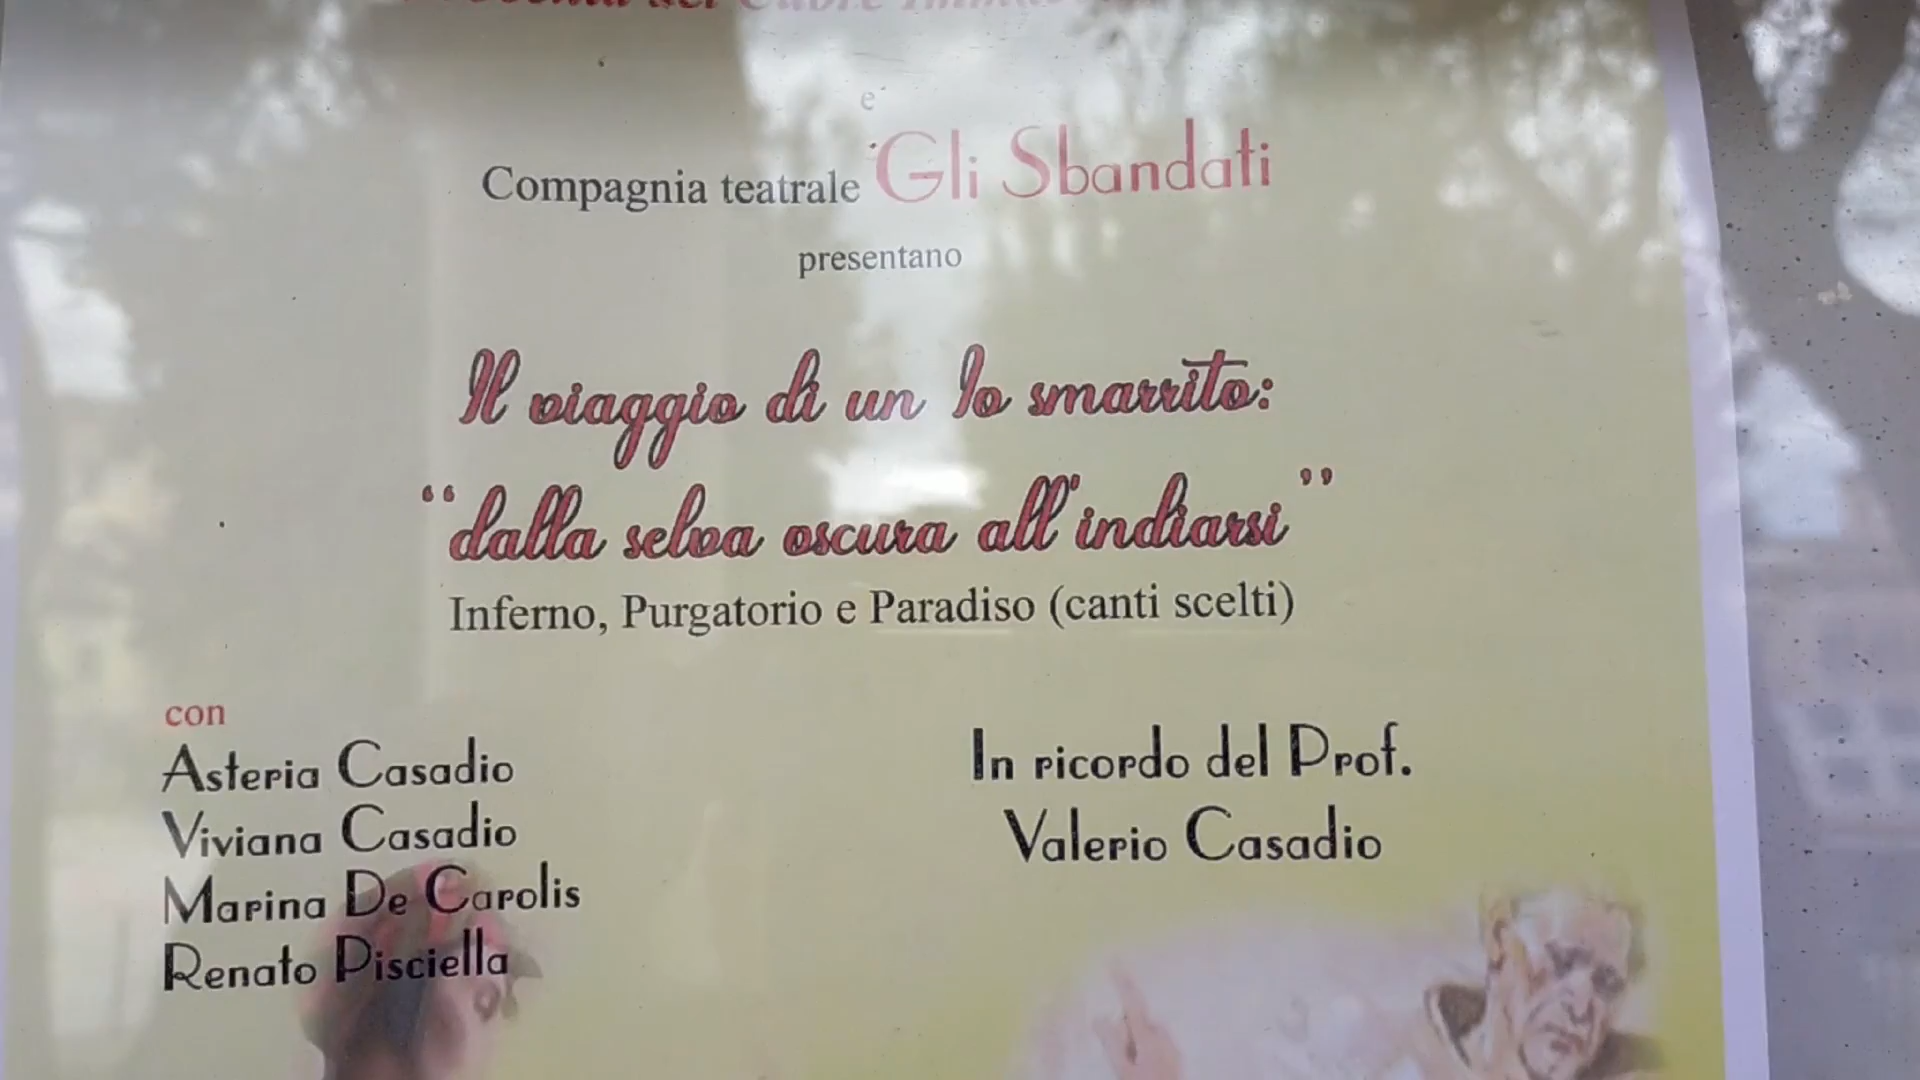 e
Compagnia teatrale Gli Sbandati
presentano
Il viaggio di un Io smarrito:
“dalla selva oscura all'indiarsi”
Inferno, Purgatorio e Paradiso (canti scelti)
con
Asteria Casadio
Viviana Casadio
Marina De Carolis
Renato Pisciella
In ricordo del Prof.
Valerio Casadio